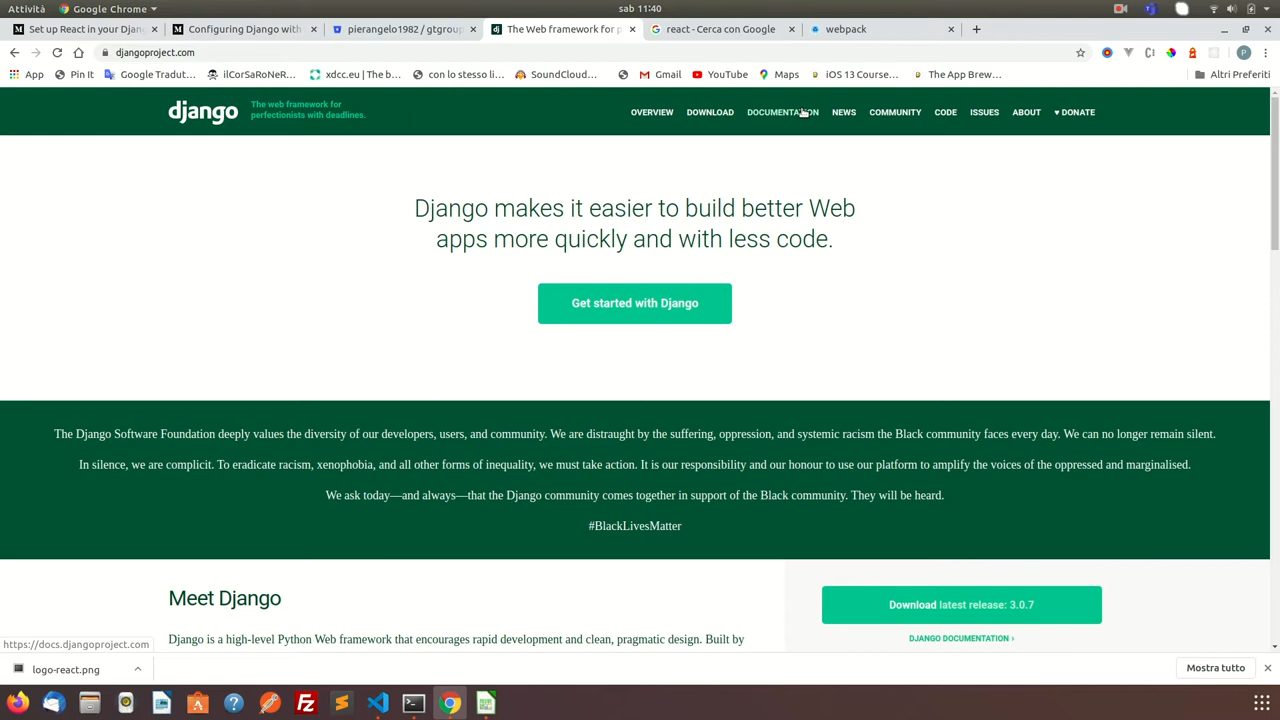 Attività
Google Chrome
sab 11:40
Set up React in your Djan
Configuring Django with
pierangelo1982 / gtgroup
The Web framework for p
react - Cerca con Google
webpack
djangoproject.com
P
App
Pin It
Google Tradut...
ilCorSaRoNeR...
xdcc.eu | The b...
con lo stesso li...
SoundCloud...
Gmail
YouTube
Maps
iOS 13 Course...
The App Brew...
Altri Preferiti
django
The web framework for
perfectionists with deadlines.
OVERVIEW
DOWNLOAD
DOCUMENTATION
NEWS
COMMUNITY
CODE
ISSUES
ABOUT
♥ DONATE
Django makes it easier to build better Web
apps more quickly and with less code.
Get started with Django
The Django Software Foundation deeply values the diversity of our developers, users, and community. We are distraught by the suffering, oppression, and systemic racism the Black community faces every day. We can no longer remain silent.
In silence, we are complicit. To eradicate racism, xenophobia, and all other forms of inequality, we must take action. It is our responsibility and our honour to use our platform to amplify the voices of the oppressed and marginalised.
We ask today—and always—that the Django community comes together in support of the Black community. They will be heard.
#BlackLivesMatter
Meet Django
Django is a high-level Python Web framework that encourages rapid development and clean, pragmatic design. Built by
Download latest release: 3.0.7
DJANGO DOCUMENTATION ›
https://docs.djangoproject.com
logo-react.png
Mostra tutto